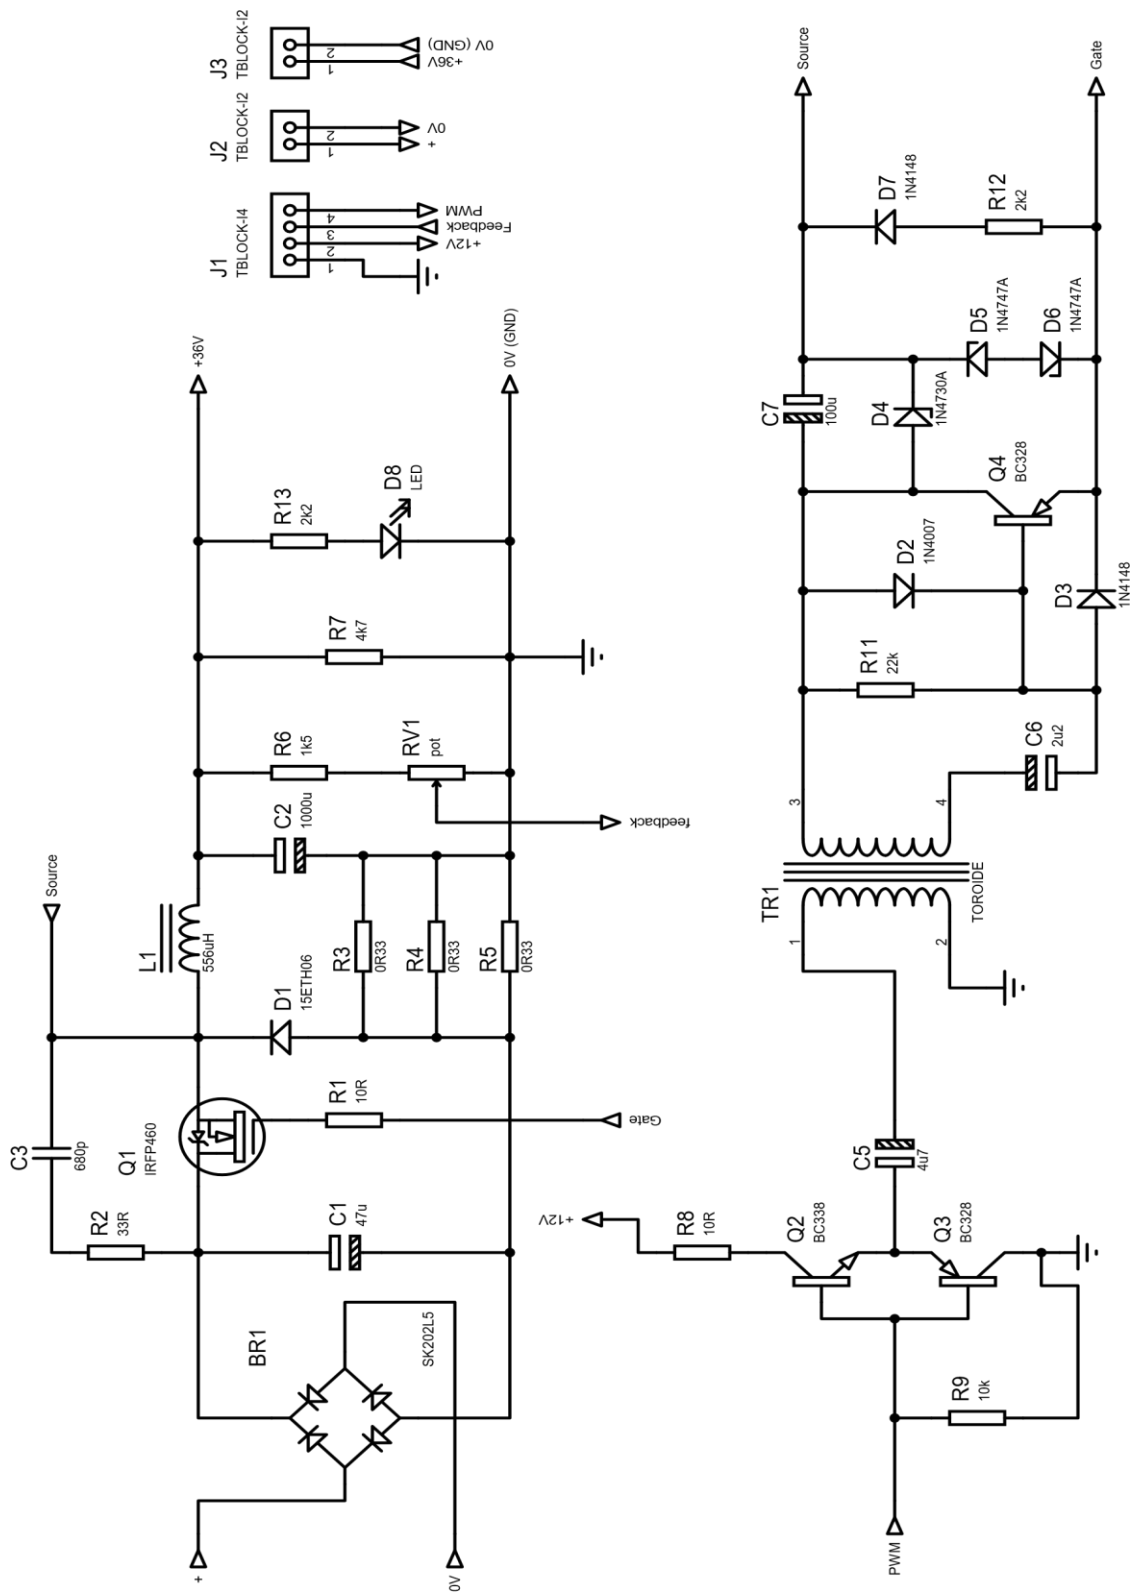 J3
TBLOCK-I2
1
2
+36V
0V (GND)
J2
TBLOCK-I2
1
2
+
0V
J1
TBLOCK-I4
1
2
3
4
+12V
Feedback
PWM
Source
C3
680p
R2
33R
Q1
IRFP460
L1
556uH
+36V
+
BR1
SK202L5
C1
47u
R1
10R
Gate
D1
15ETH06
R3
0R33
R4
0R33
R5
0R33
C2
1000u
R6
1k5
RV1
pot
feedback
R7
4k7
R13
2k2
D8
LED
0V (GND)
0V
+12V
R8
10R
Q2
BC338
Q3
BC328
R9
10k
PWM
C5
4u7
TR1
TOROIDE
1
2
3
4
C6
2u2
R11
22k
D2
1N4007
D3
1N4148
Q4
BC328
C7
100u
D4
1N4730A
D5
1N4747A
D6
1N4747A
D7
1N4148
R12
2k2
Source
Gate